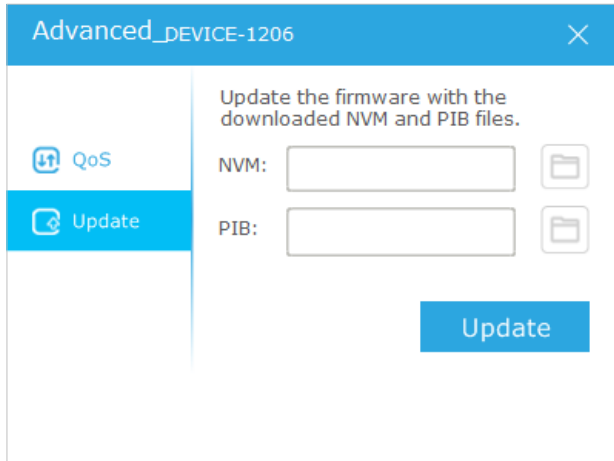 Advanced_DEVICE-1206
QoS
Update
Update the firmware with the
downloaded NVM and PIB files.
NVM:
PIB:
Update